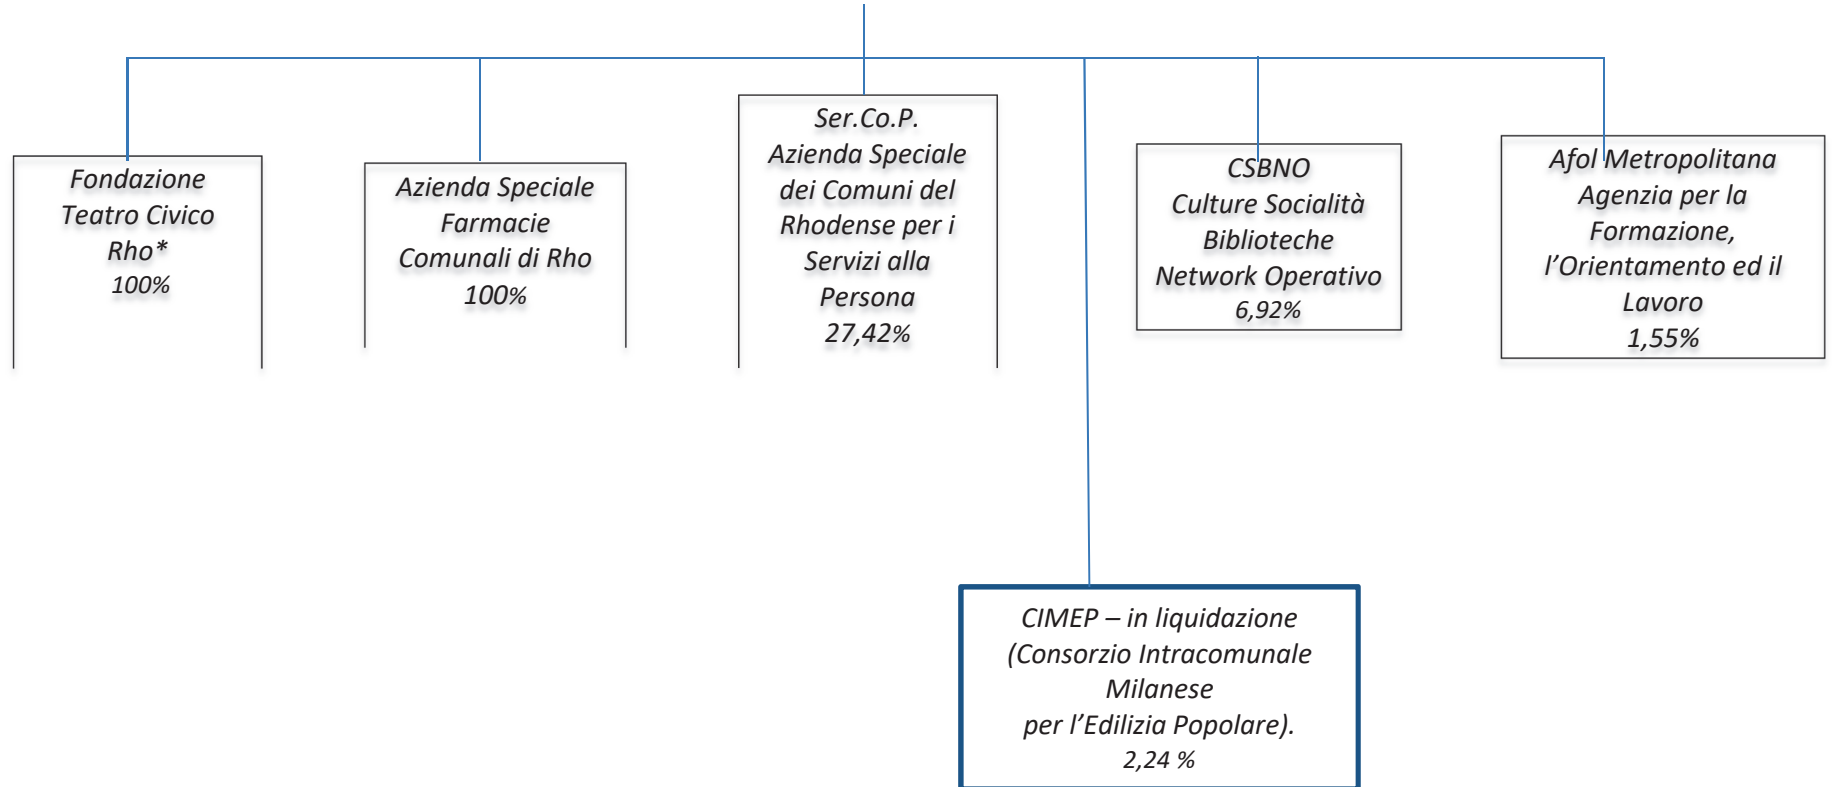 Fondazione
Teatro Civico
Rho*
100%
Azienda Speciale
Farmacie
Comunali di Rho
100%
Ser.Co.P.
Azienda Speciale
dei Comuni del
Rhodense per i
Servizi alla
Persona
27,42%
CSBNO
Culture Socialità
Biblioteche
Network Operativo
6,92%
Afol Metropolitana
Agenzia per la
Formazione,
l’Orientamento ed il
Lavoro
1,55%
CIMEP – in liquidazione
(Consorzio Intracomunale
Milanese
per l’Edilizia Popolare).
2,24 %